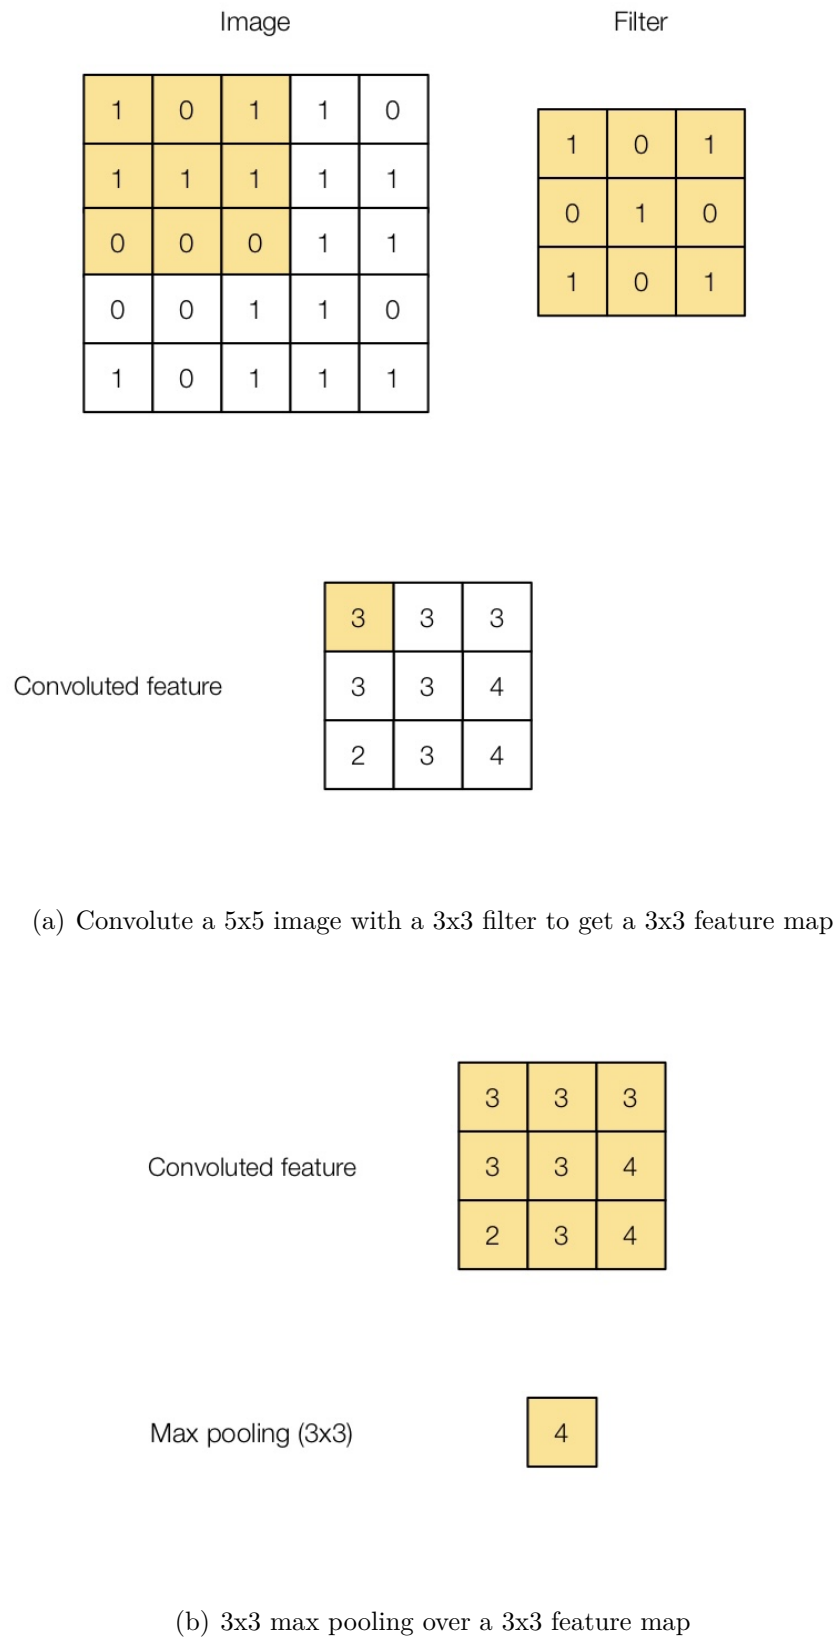 Image Filter
1 0 1 1 0
1 1 1 1 1
0 0 0 1 1
0 0 1 1 0
1 0 1 1 1
1 0 1
0 1 0
1 0 1
Convoluted feature
3 3 3
3 3 4
2 3 4
(a) Convolute a 5x5 image with a 3x3 filter to get a 3x3 feature map
Convoluted feature
3 3 3
3 3 4
2 3 4
Max pooling (3x3) 4
(b) 3x3 max pooling over a 3x3 feature map